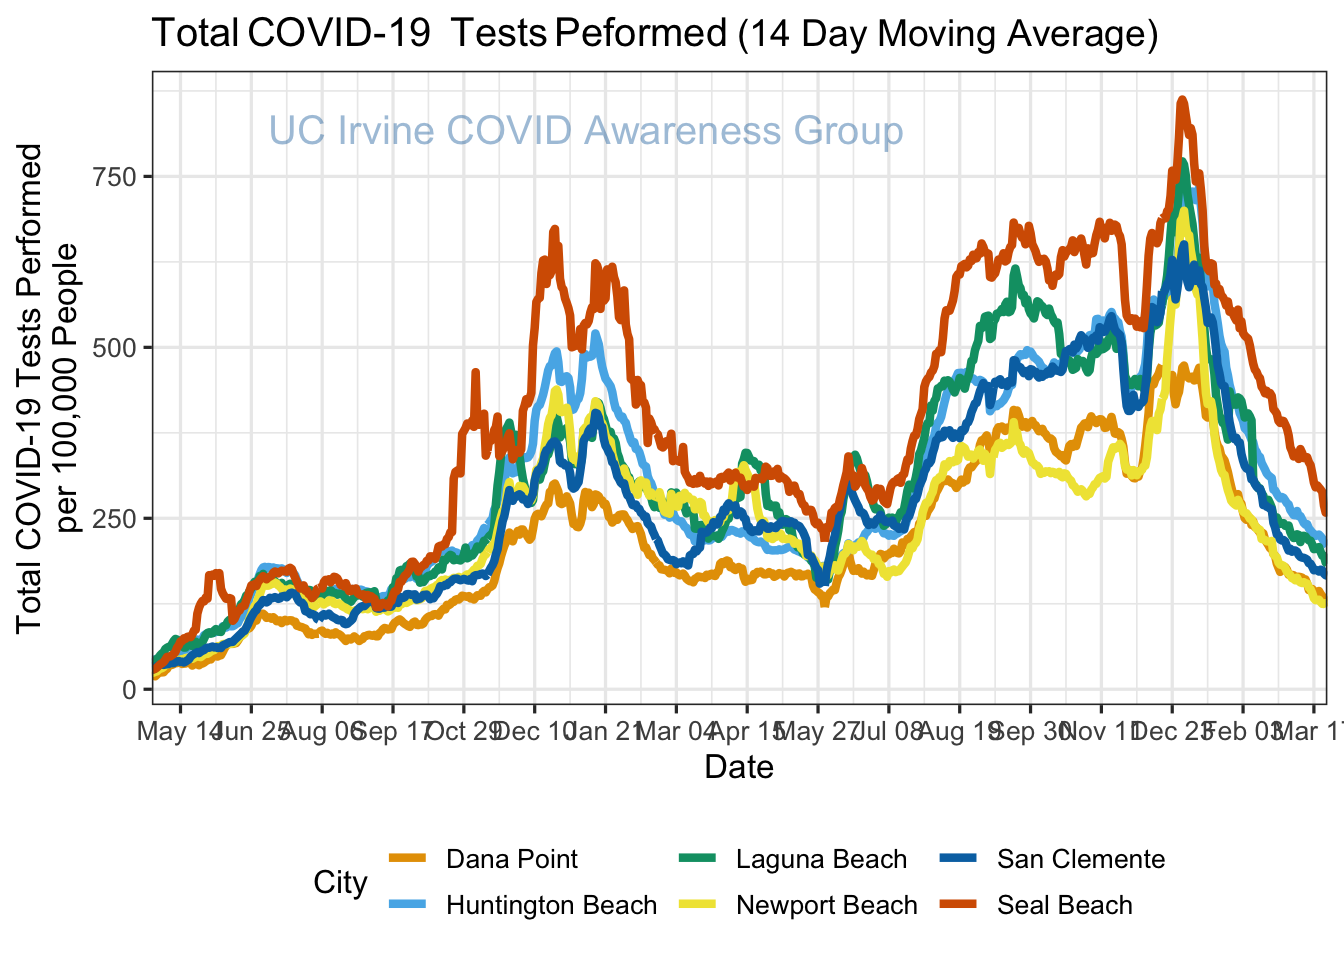 Total COVID-19 Tests Peformed (14 Day Moving Average)
UC Irvine COVID Awareness Group
Total COVID-19 Tests Performed
per 100,000 People
750
500
250
0
May 14 Jun 25 Aug 06 Sep 17 Oct 29 Dec 10 Jan 21 Mar 04 Apr 15 May 27 Jul 08 Aug 19 Sep 30 Nov 11 Dec 23 Feb 03 Mar 17
Date
City
Dana Point Laguna Beach San Clemente
Huntington Beach Newport Beach Seal Beach